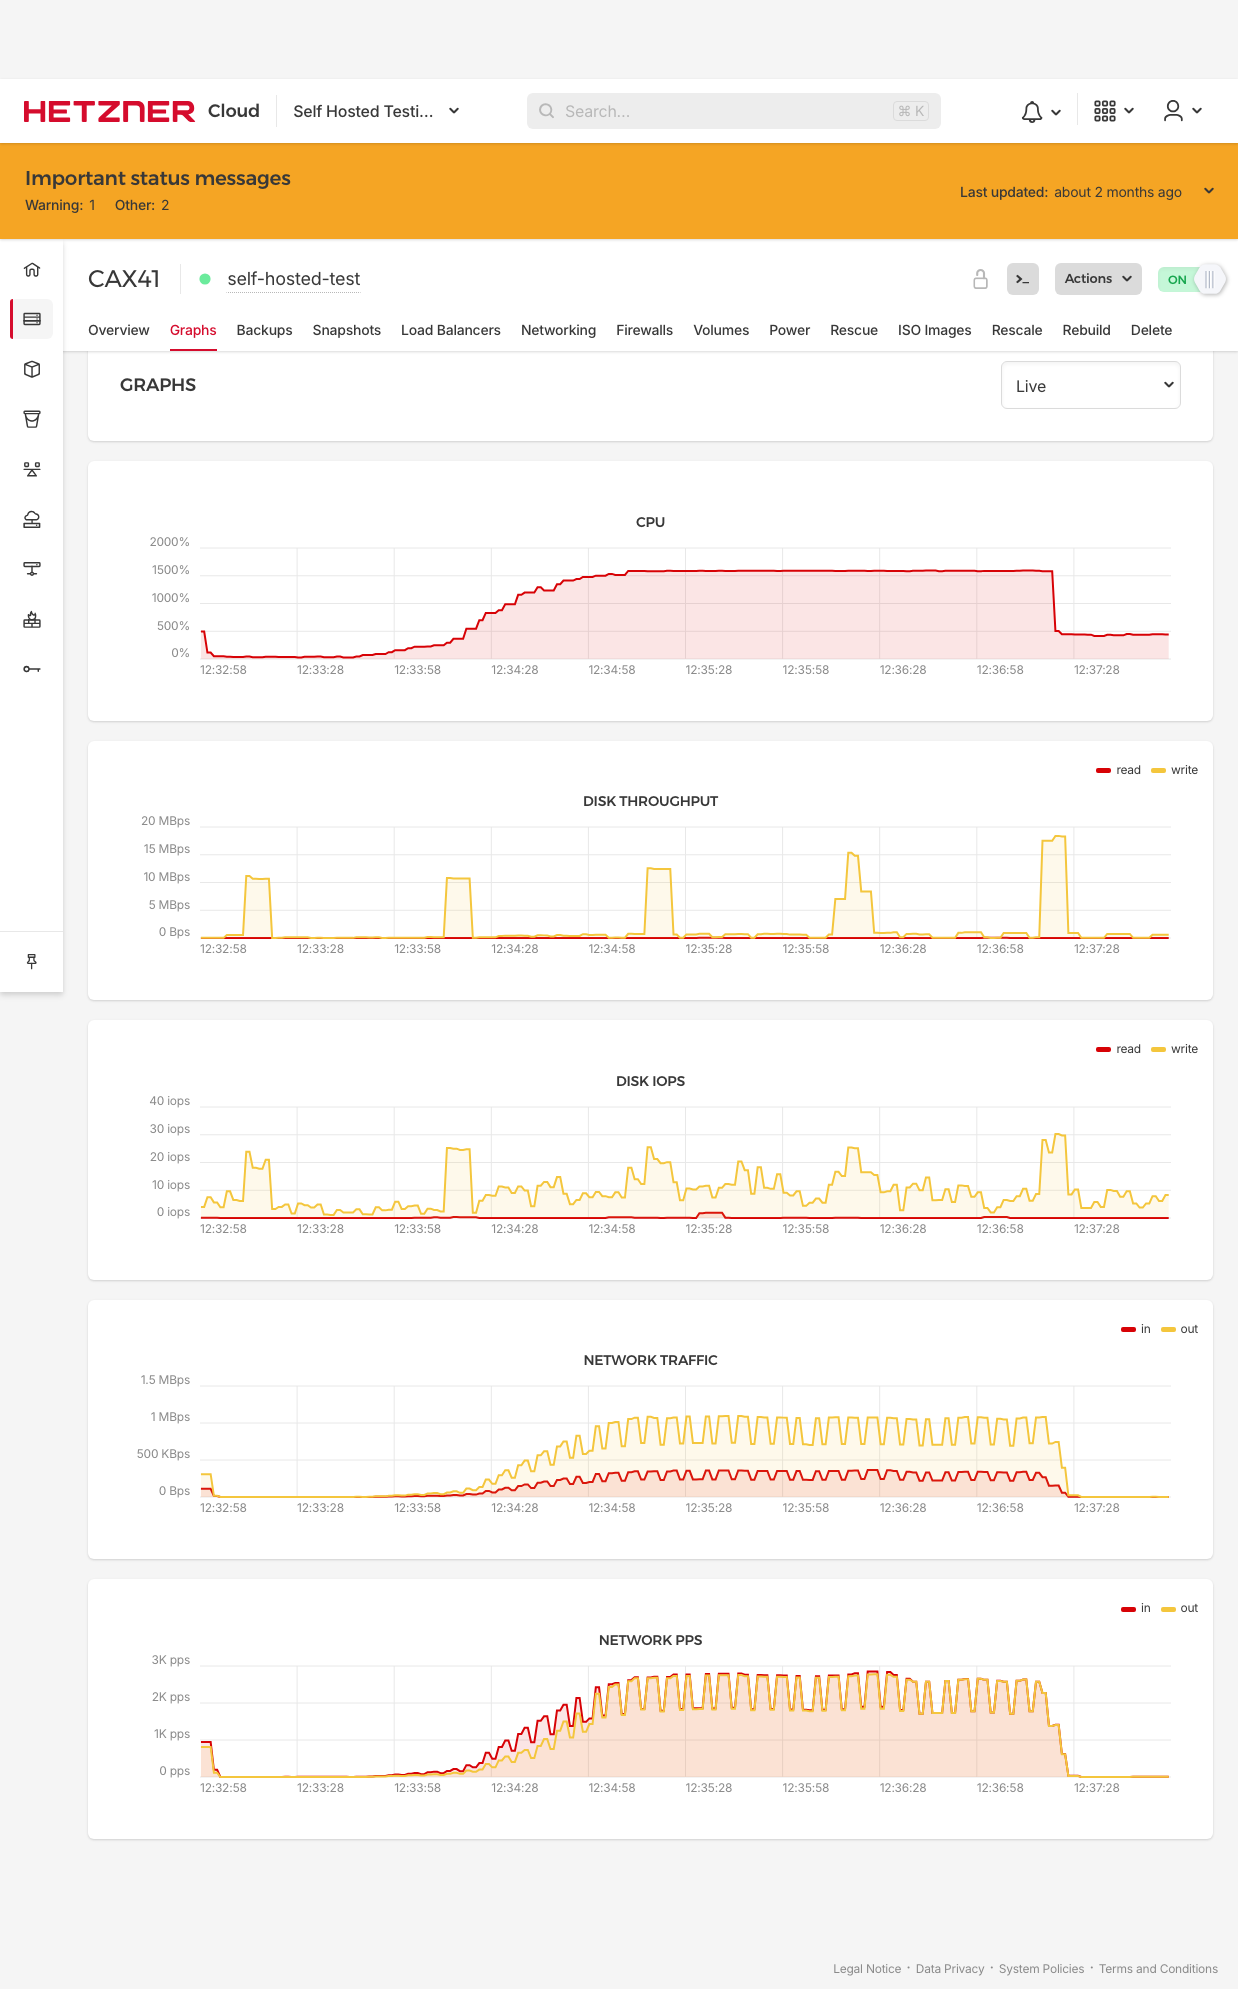 HETZNER Cloud Self Hosted Testi... Search... ⌘ K
Important status messages
Warning: 1 Other: 2
Last updated: about 2 months ago
CAX41 self-hosted-test >_ Actions ON
Overview Graphs Backups Snapshots Load Balancers Networking Firewalls Volumes Power Rescue ISO Images Rescale Rebuild Delete
GRAPHS Live
CPU
2000%
1500%
1000%
500%
0%
12:32:58 12:33:28 12:33:58 12:34:28 12:34:58 12:35:28 12:35:58 12:36:28 12:36:58 12:37:28
read write
DISK THROUGHPUT
20 MBps
15 MBps
10 MBps
5 MBps
0 Bps
12:32:58 12:33:28 12:33:58 12:34:28 12:34:58 12:35:28 12:35:58 12:36:28 12:36:58 12:37:28
read write
DISK IOPS
40 iops
30 iops
20 iops
10 iops
0 iops
12:32:58 12:33:28 12:33:58 12:34:28 12:34:58 12:35:28 12:35:58 12:36:28 12:36:58 12:37:28
in out
NETWORK TRAFFIC
1.5 MBps
1 MBps
500 KBps
0 Bps
12:32:58 12:33:28 12:33:58 12:34:28 12:34:58 12:35:28 12:35:58 12:36:28 12:36:58 12:37:28
in out
NETWORK PPS
3K pps
2K pps
1K pps
0 pps
12:32:58 12:33:28 12:33:58 12:34:28 12:34:58 12:35:28 12:35:58 12:36:28 12:36:58 12:37:28
Legal Notice · Data Privacy · System Policies · Terms and Conditions